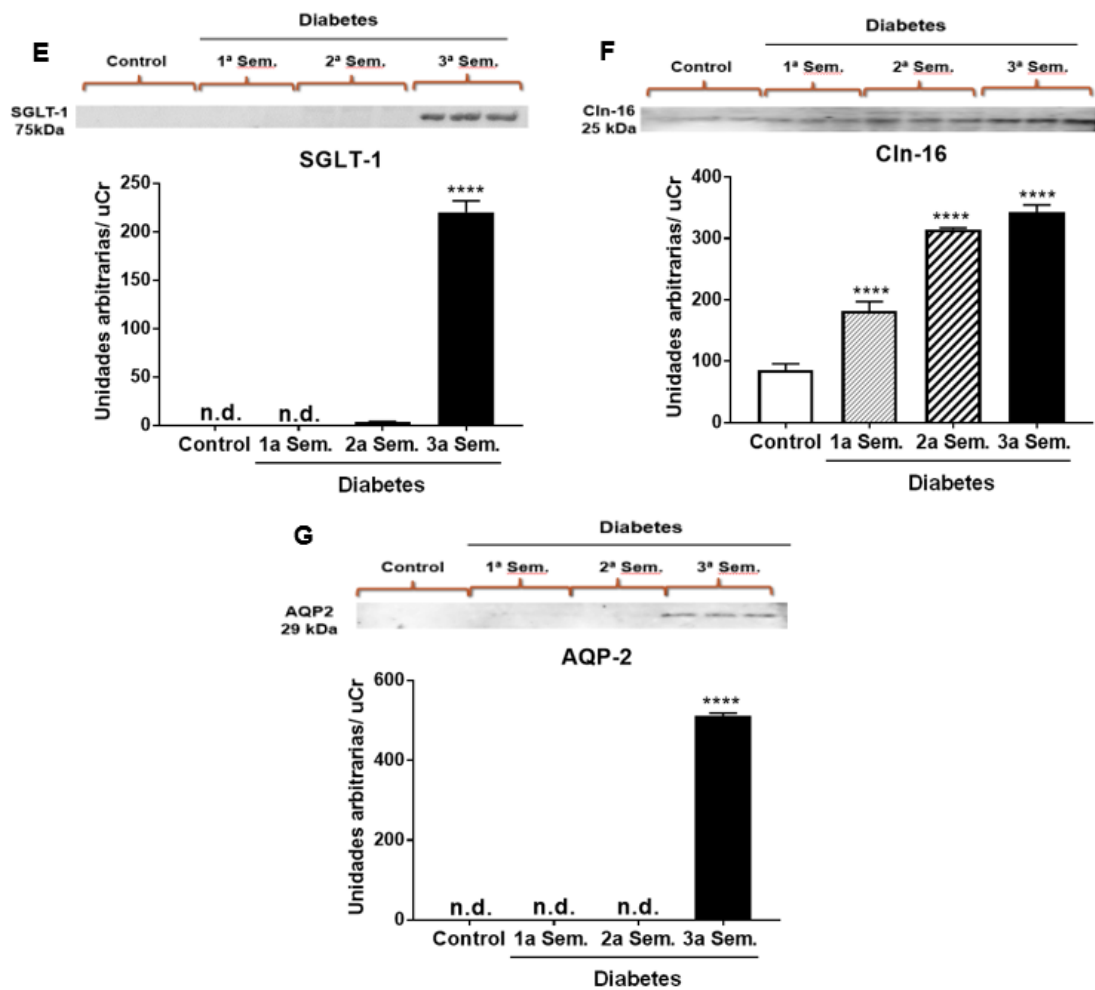 E
Diabetes
Control 1ª Sem. 2ª Sem. 3ª Sem.
SGLT-1
75kDa
SGLT-1
Unidades arbitrarias/ uCr
250
200
150
100
50
0
n.d. n.d. ****
Control 1a Sem. 2a Sem. 3a Sem.
Diabetes
F
Diabetes
Control 1ª Sem. 2ª Sem. 3ª Sem.
Cln-16
25 kDa
Cln-16
Unidades arbitrarias/ uCr
400
300
200
100
0
**** **** ****
Control 1a Sem. 2a Sem. 3a Sem.
Diabetes
G
Diabetes
Control 1ª Sem. 2ª Sem. 3ª Sem.
AQP2
29 kDa
AQP-2
Unidades arbitrarias/ uCr
600
400
200
0
n.d. n.d. n.d. ****
Control 1a Sem. 2a Sem. 3a Sem.
Diabetes